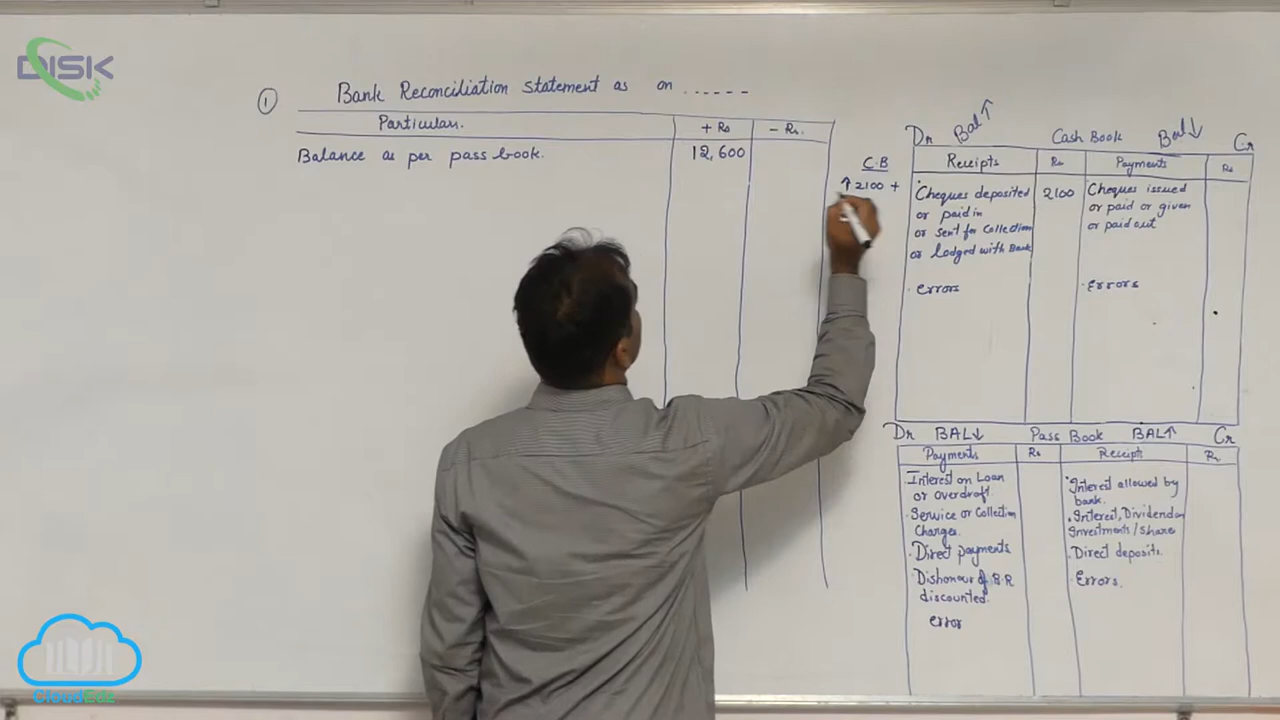 DISK
① Bank Reconciliation Statement as on ......
Particulars. + Rs - Rs.
Balance as per pass book. 12,600
C.B
↑2100 +
Dr Bal↑ Cash Book Bal↓ Cr
Receipts Rs Payments Rs
Cheques deposited 2100 Cheques issued
or paid in or paid or given
or sent for Collection or paid out
or lodged with Bank
. Errors . Errors
Dr BAL↓ Pass Book BAL↑ Cr
Payments Rs Receipts Rs
Interest on Loan
or overdraft.
. Service or Collection
Charges.
. Direct payments
. Dishonour of B.R
discounted.
error
. Interest allowed by
bank.
. Interest, Dividend on
Investments/Share
. Direct deposits.
. Errors.
CloudEdz